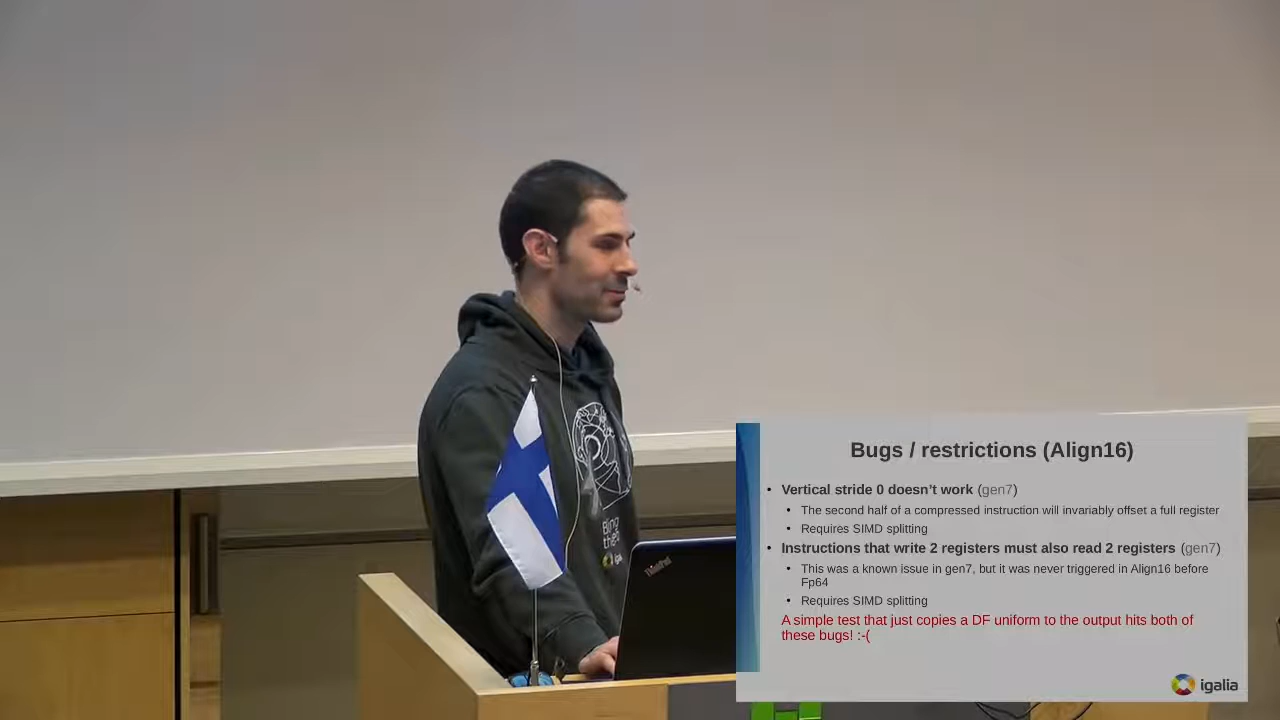 Bugs / restrictions (Align16)
• Vertical stride 0 doesn’t work (gen7)
• The second half of a compressed instruction will invariably offset a full register
• Requires SIMD splitting
• Instructions that write 2 registers must also read 2 registers (gen7)
• This was a known issue in gen7, but it was never triggered in Align16 before
Fp64
• Requires SIMD splitting
A simple test that just copies a DF uniform to the output hits both of
these bugs! :-(
igalia
ThinkPad